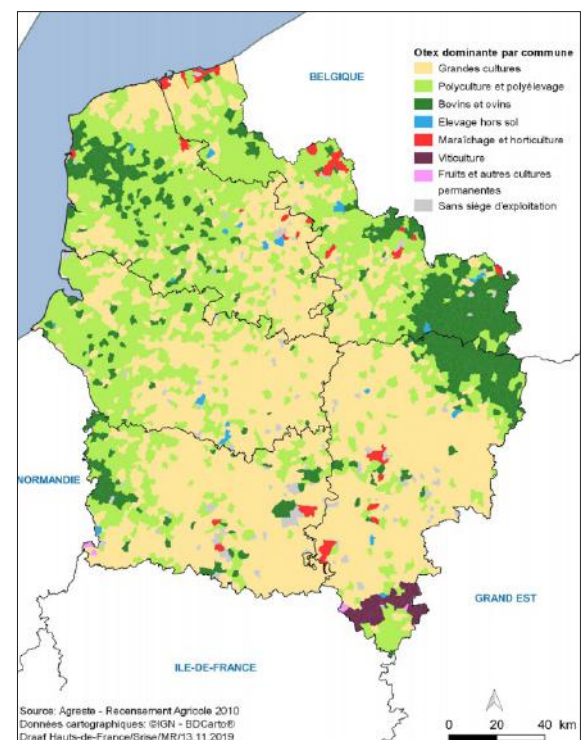 Otex dominante par commune
Grandes cultures
Polyculture et polyélevage
Bovins et ovins
Elevage hors sol
Maraîchage et horticulture
Viticulture
Fruits et autres cultures
permanentes
Sans siège d'exploitation
BELGIQUE
NORMANDIE
GRAND EST
ILE-DE-FRANCE
Source: Agreste - Recensement Agricole 2010
Données cartographiques: ©IGN - BDCarto®
Draaf Hauts-de-France/Srise/MR/13.11.2019
0 20 40 km